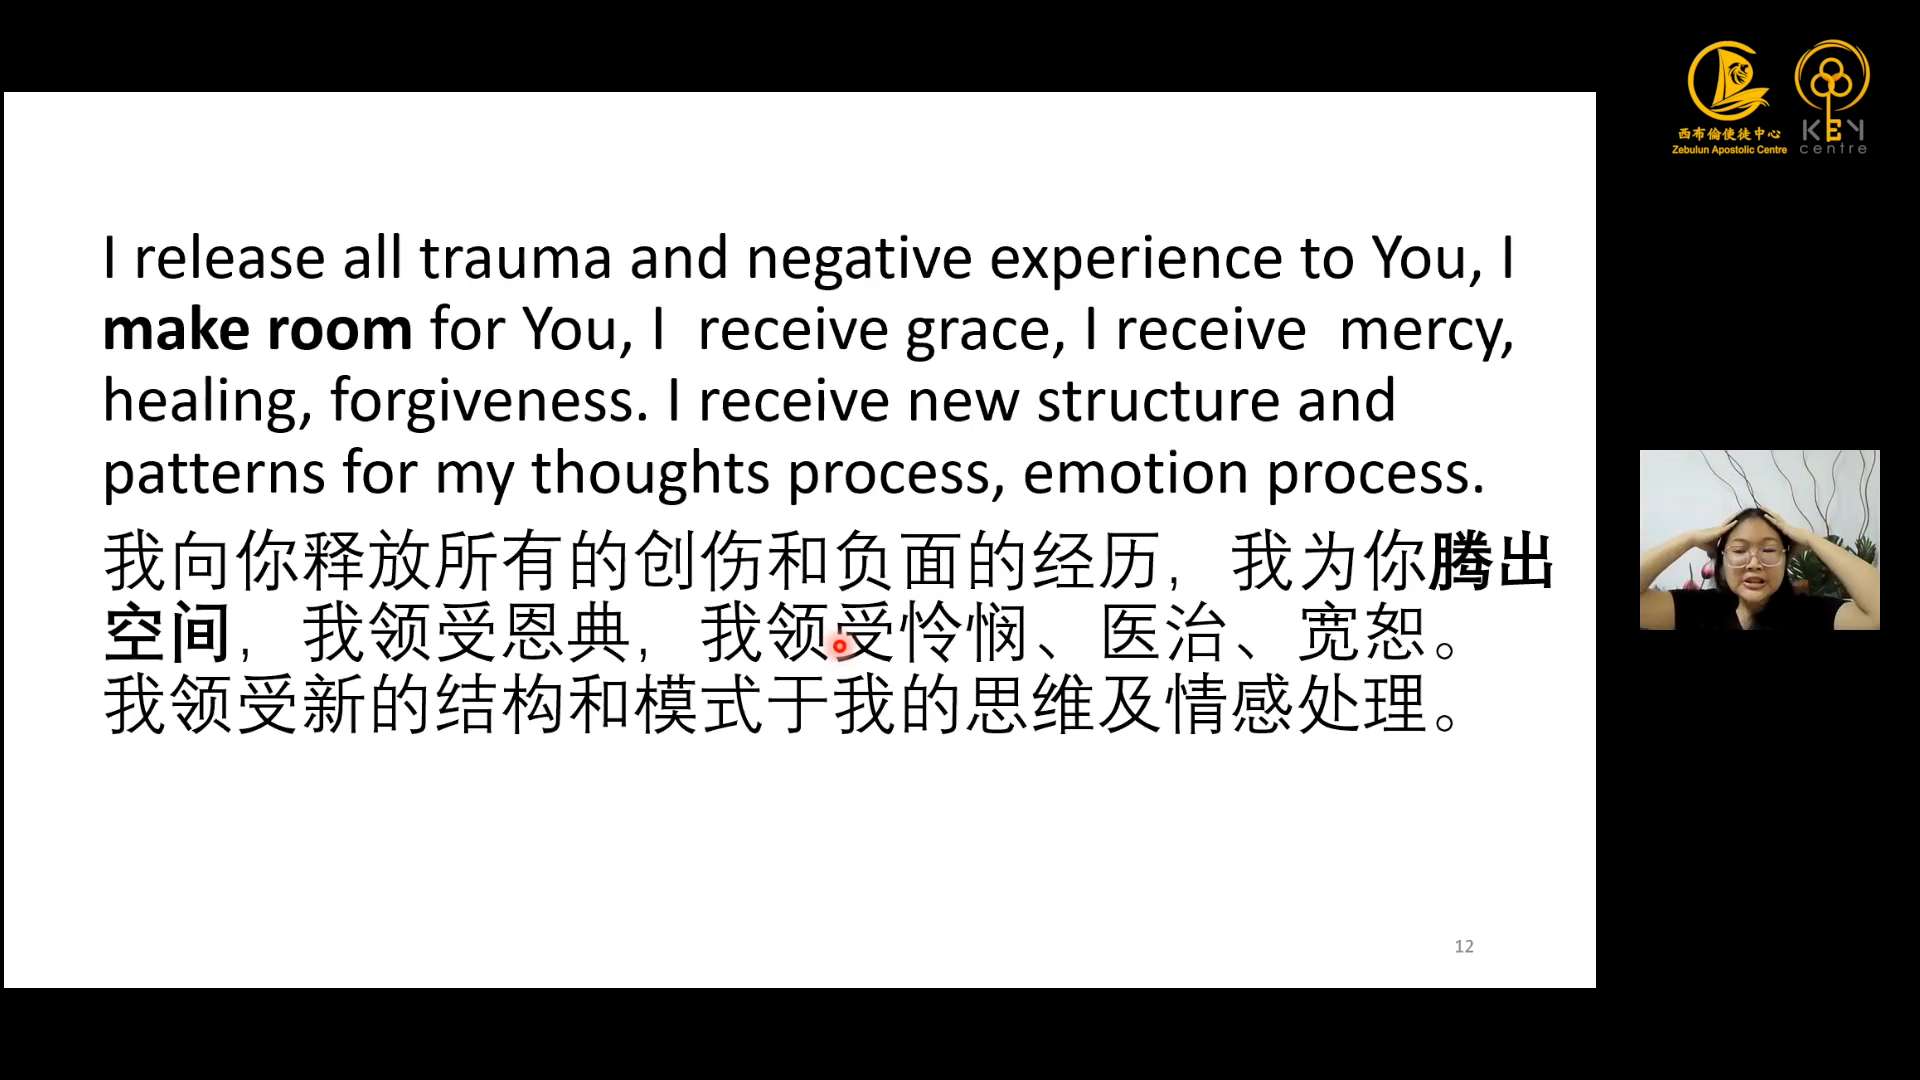 西布倫使徒中心
Zebulun Apostolic Centre
KEY
centre
I release all trauma and negative experience to You, I
make room for You, I  receive grace, I receive  mercy,
healing, forgiveness. I receive new structure and
patterns for my thoughts process, emotion process.
我向你释放所有的创伤和负面的经历，我为你腾出
空间，我领受恩典，我领受怜悯、医治、宽恕。
我领受新的结构和模式于我的思维及情感处理。
12